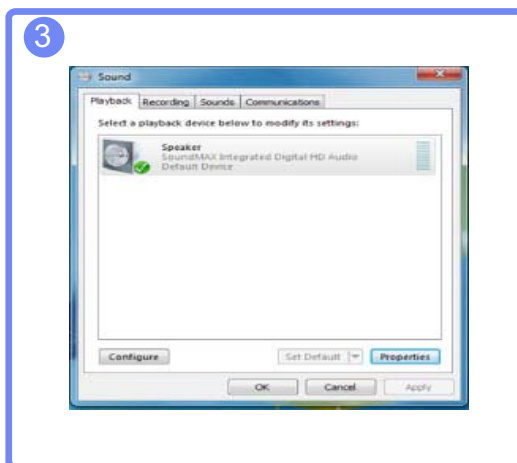 3
Sound
Playback Recording Sounds Communications
Select a playback device below to modify its settings:
Speaker
SoundMAX Integrated Digital HD Audio
Default Device
Configure Set Default Properties
OK Cancel Apply